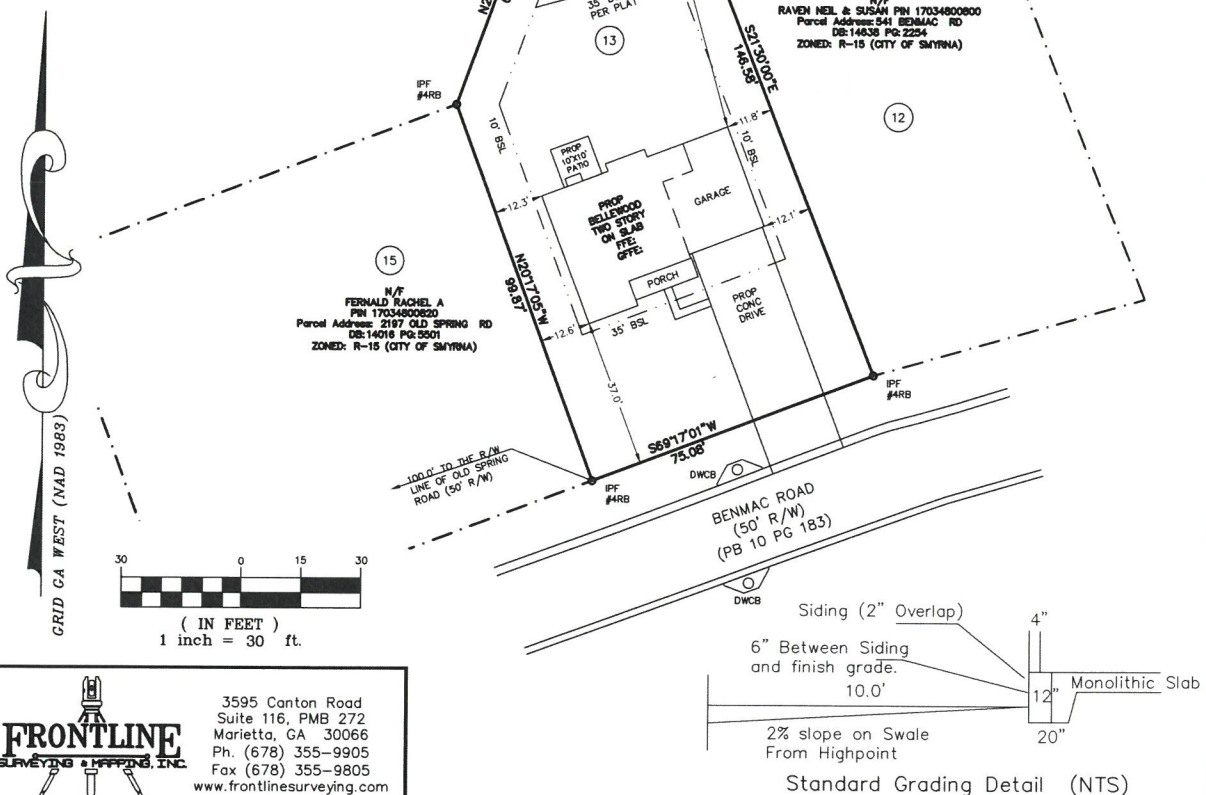 35' B
PER PLAT
13
N/F
RAVEN NEIL & SUSAN PIN 17034800800
Parcel Address: 541 BENMAC RD
DB: 14638 PG: 2254
ZONED: R-15 (CITY OF SMYRNA)
S21°30'00"E
146.58'
IPF
#4RB
12
10' BSL
11.8'
10' BSL
PROP
10'X10'
PATIO
12.3'
PROP
BELLEWOOD
TWO STORY
ON SLAB
FFE:
GFFE:
GARAGE
12.1'
15
N/F
FERNALD RACHEL A
PIN 17034800820
Parcel Address: 2197 OLD SPRING RD
DB: 14016 PG: 5501
ZONED: R-15 (CITY OF SMYRNA)
N20°17'05"W
99.87'
PORCH
PROP
CONC
DRIVE
12.6'
35' BSL
37.0'
IPF
#4RB
S69°17'01"W
75.08'
100.0' TO THE R/W
LINE OF OLD SPRING
ROAD (50' R/W)
IPF
#4RB
DWCB
BENMAC ROAD
(50' R/W)
(PB 10 PG 183)
DWCB
GRID GA WEST (NAD 1983)
30 0 15 30
( IN FEET )
1 inch = 30 ft.
Siding (2" Overlap)
4"
6" Between Siding
and finish grade.
10.0'
12"
Monolithic Slab
2% slope on Swale
From Highpoint
20"
Standard Grading Detail (NTS)
FRONTLINE
SURVEYING & MAPPING, INC.
3595 Canton Road
Suite 116, PMB 272
Marietta, GA 30066
Ph. (678) 355-9905
Fax (678) 355-9805
www.frontlinesurveying.com